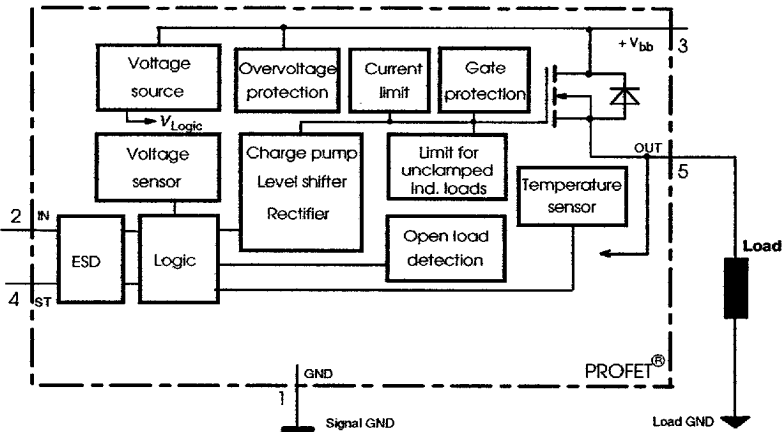 + Vbb
3
Voltage
source
Overvoltage
protection
Current
limit
Gate
protection
VLogic
Voltage
sensor
Charge pump
Level shifter
Rectifier
Limit for
unclamped
ind. loads
OUT
5
Temperature
sensor
2
IN
ESD
Logic
Open load
detection
Load
4
ST
PROFET®
GND
1
Signal GND
Load GND